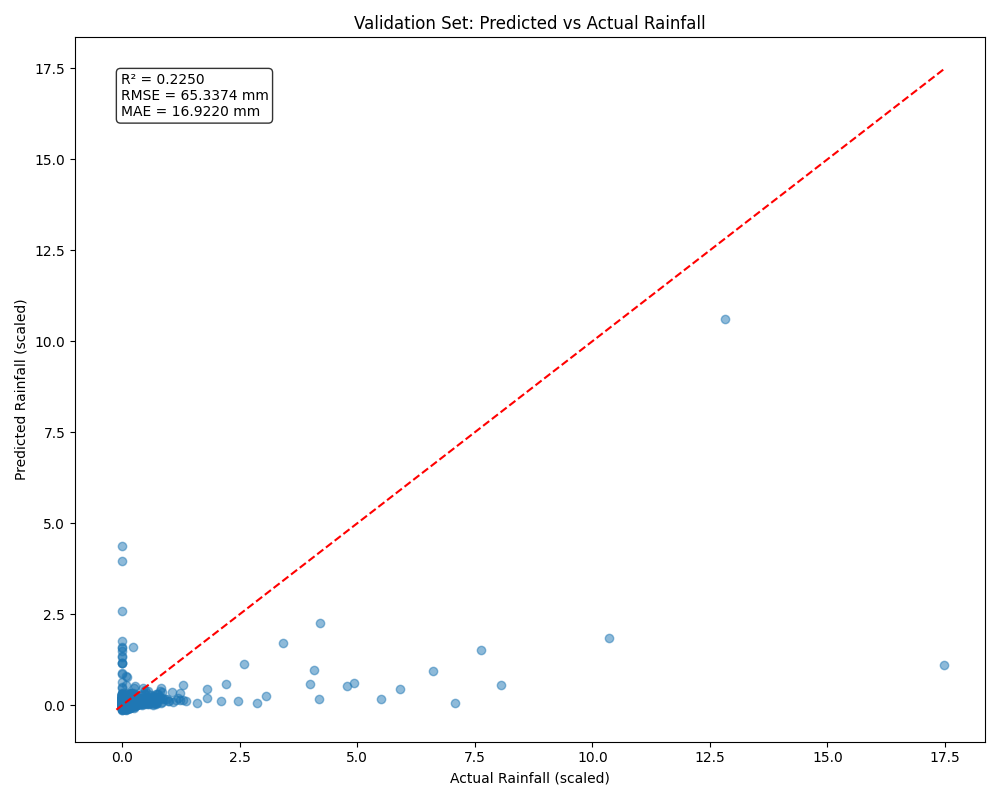 Validation Set: Predicted vs Actual Rainfall
R² = 0.2250
RMSE = 65.3374 mm
MAE = 16.9220 mm
Predicted Rainfall (scaled)
17.5
15.0
12.5
10.0
7.5
5.0
2.5
0.0
0.0 2.5 5.0 7.5 10.0 12.5 15.0 17.5
Actual Rainfall (scaled)